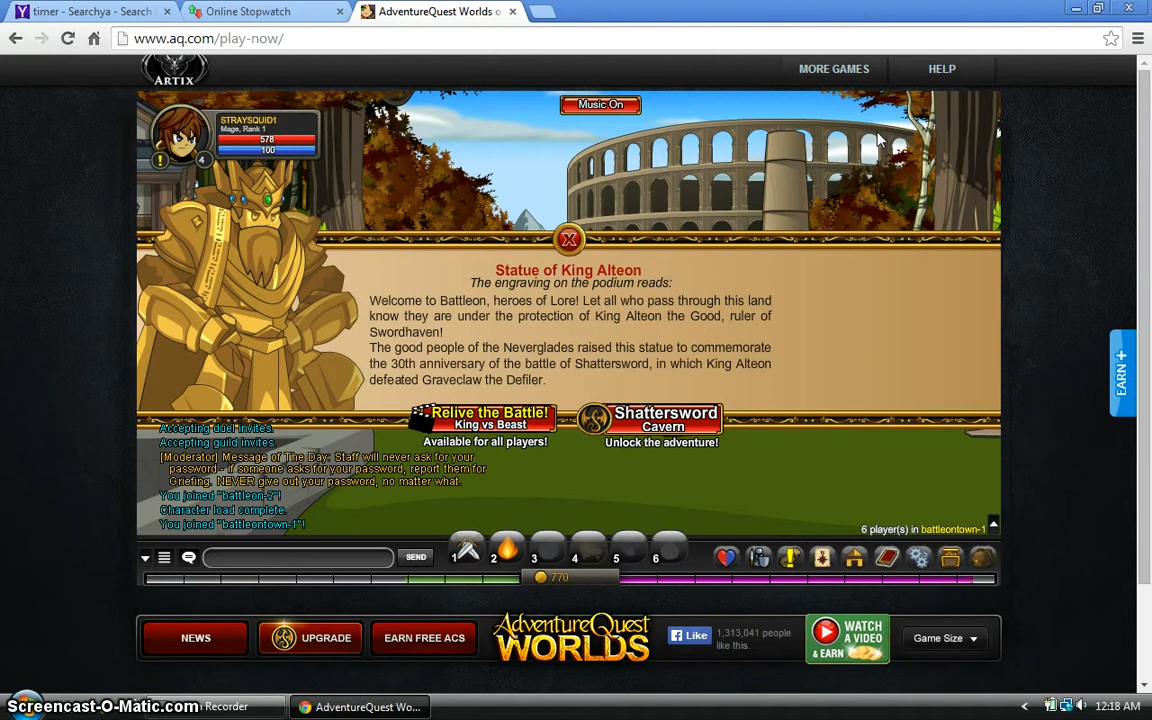 timer - Searchya - Search
Online Stopwatch
AdventureQuest Worlds o
www.aq.com/play-now/
ARTIX
MORE GAMES
HELP
Music On
STRAYSQUID1
Mage, Rank 1
578
100
4
X
Statue of King Alteon
The engraving on the podium reads:
Welcome to Battleon, heroes of Lore! Let all who pass through this land
know they are under the protection of King Alteon the Good, ruler of
Swordhaven!
The good people of the Neverglades raised this statue to commemorate
the 30th anniversary of the battle of Shattersword, in which King Alteon
defeated Graveclaw the Defiler.
EARN +
Relive the Battle!
King vs Beast
Available for all players!
Shattersword
Cavern
Unlock the adventure!
Accepting duel invites.
Accepting guild invites.
[Moderator] Message of The Day: Staff will never ask for your
password - if someone asks for your password, report them for
Griefing. NEVER give out your password, no matter what.
You joined "battleon-2"!
Character load complete.
You joined "battleontown-1"!
6 player(s) in battleontown-1
SEND
1 2 3 4 5 6
770
NEWS
UPGRADE
EARN FREE ACS
AdventureQuest
WORLDS
Like
1,313,041 people
like this.
WATCH
A VIDEO
& EARN
Game Size
Screencast-O-Matic.com
Recorder
AdventureQuest Wo...
12:18 AM